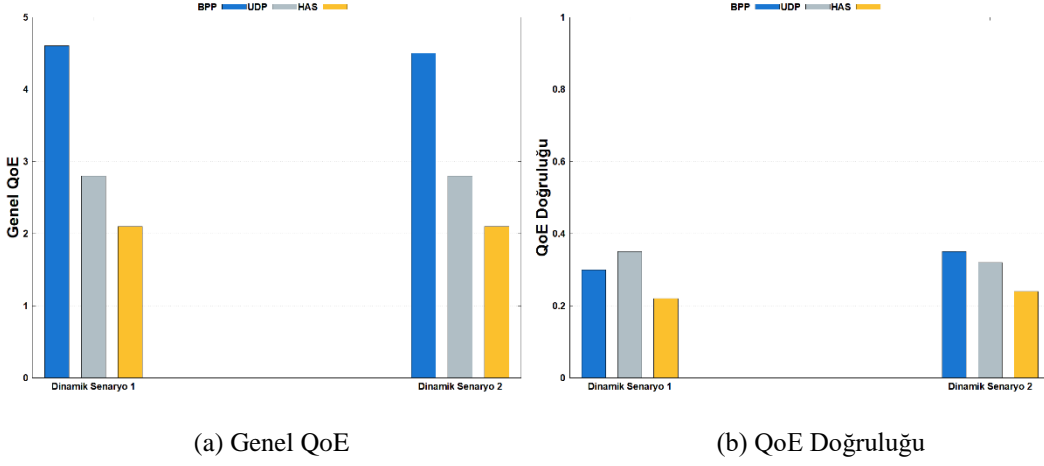 BPP UDP HAS
5
4
3
2
1
0
Genel QoE
Dinamik Senaryo 1 Dinamik Senaryo 2
(a) Genel QoE
BPP UDP HAS
1
0.8
0.6
0.4
0.2
0
QoE Doğruluğu
Dinamik Senaryo 1 Dinamik Senaryo 2
(b) QoE Doğruluğu